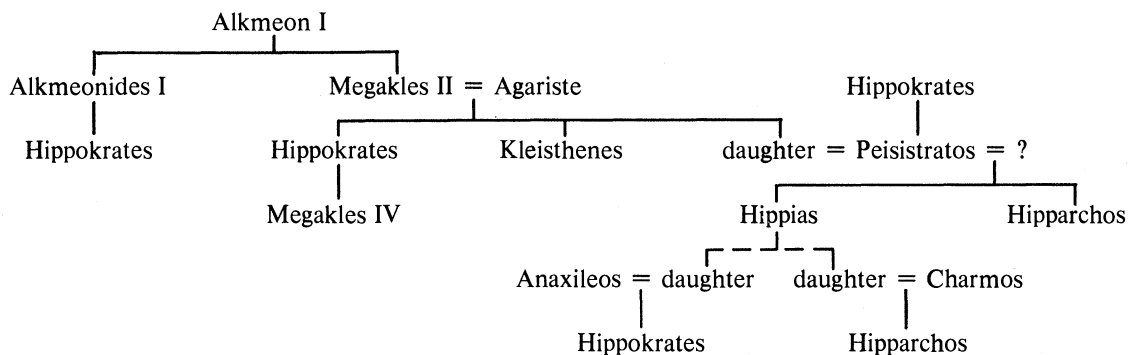 Alkmeon I
Alkmeonides I Megakles II = Agariste Hippokrates
Hippokrates Hippokrates Kleisthenes daughter = Peisistratos = ?
Megakles IV Hippias Hipparchos
Anaxileos = daughter daughter = Charmos
Hippokrates Hipparchos